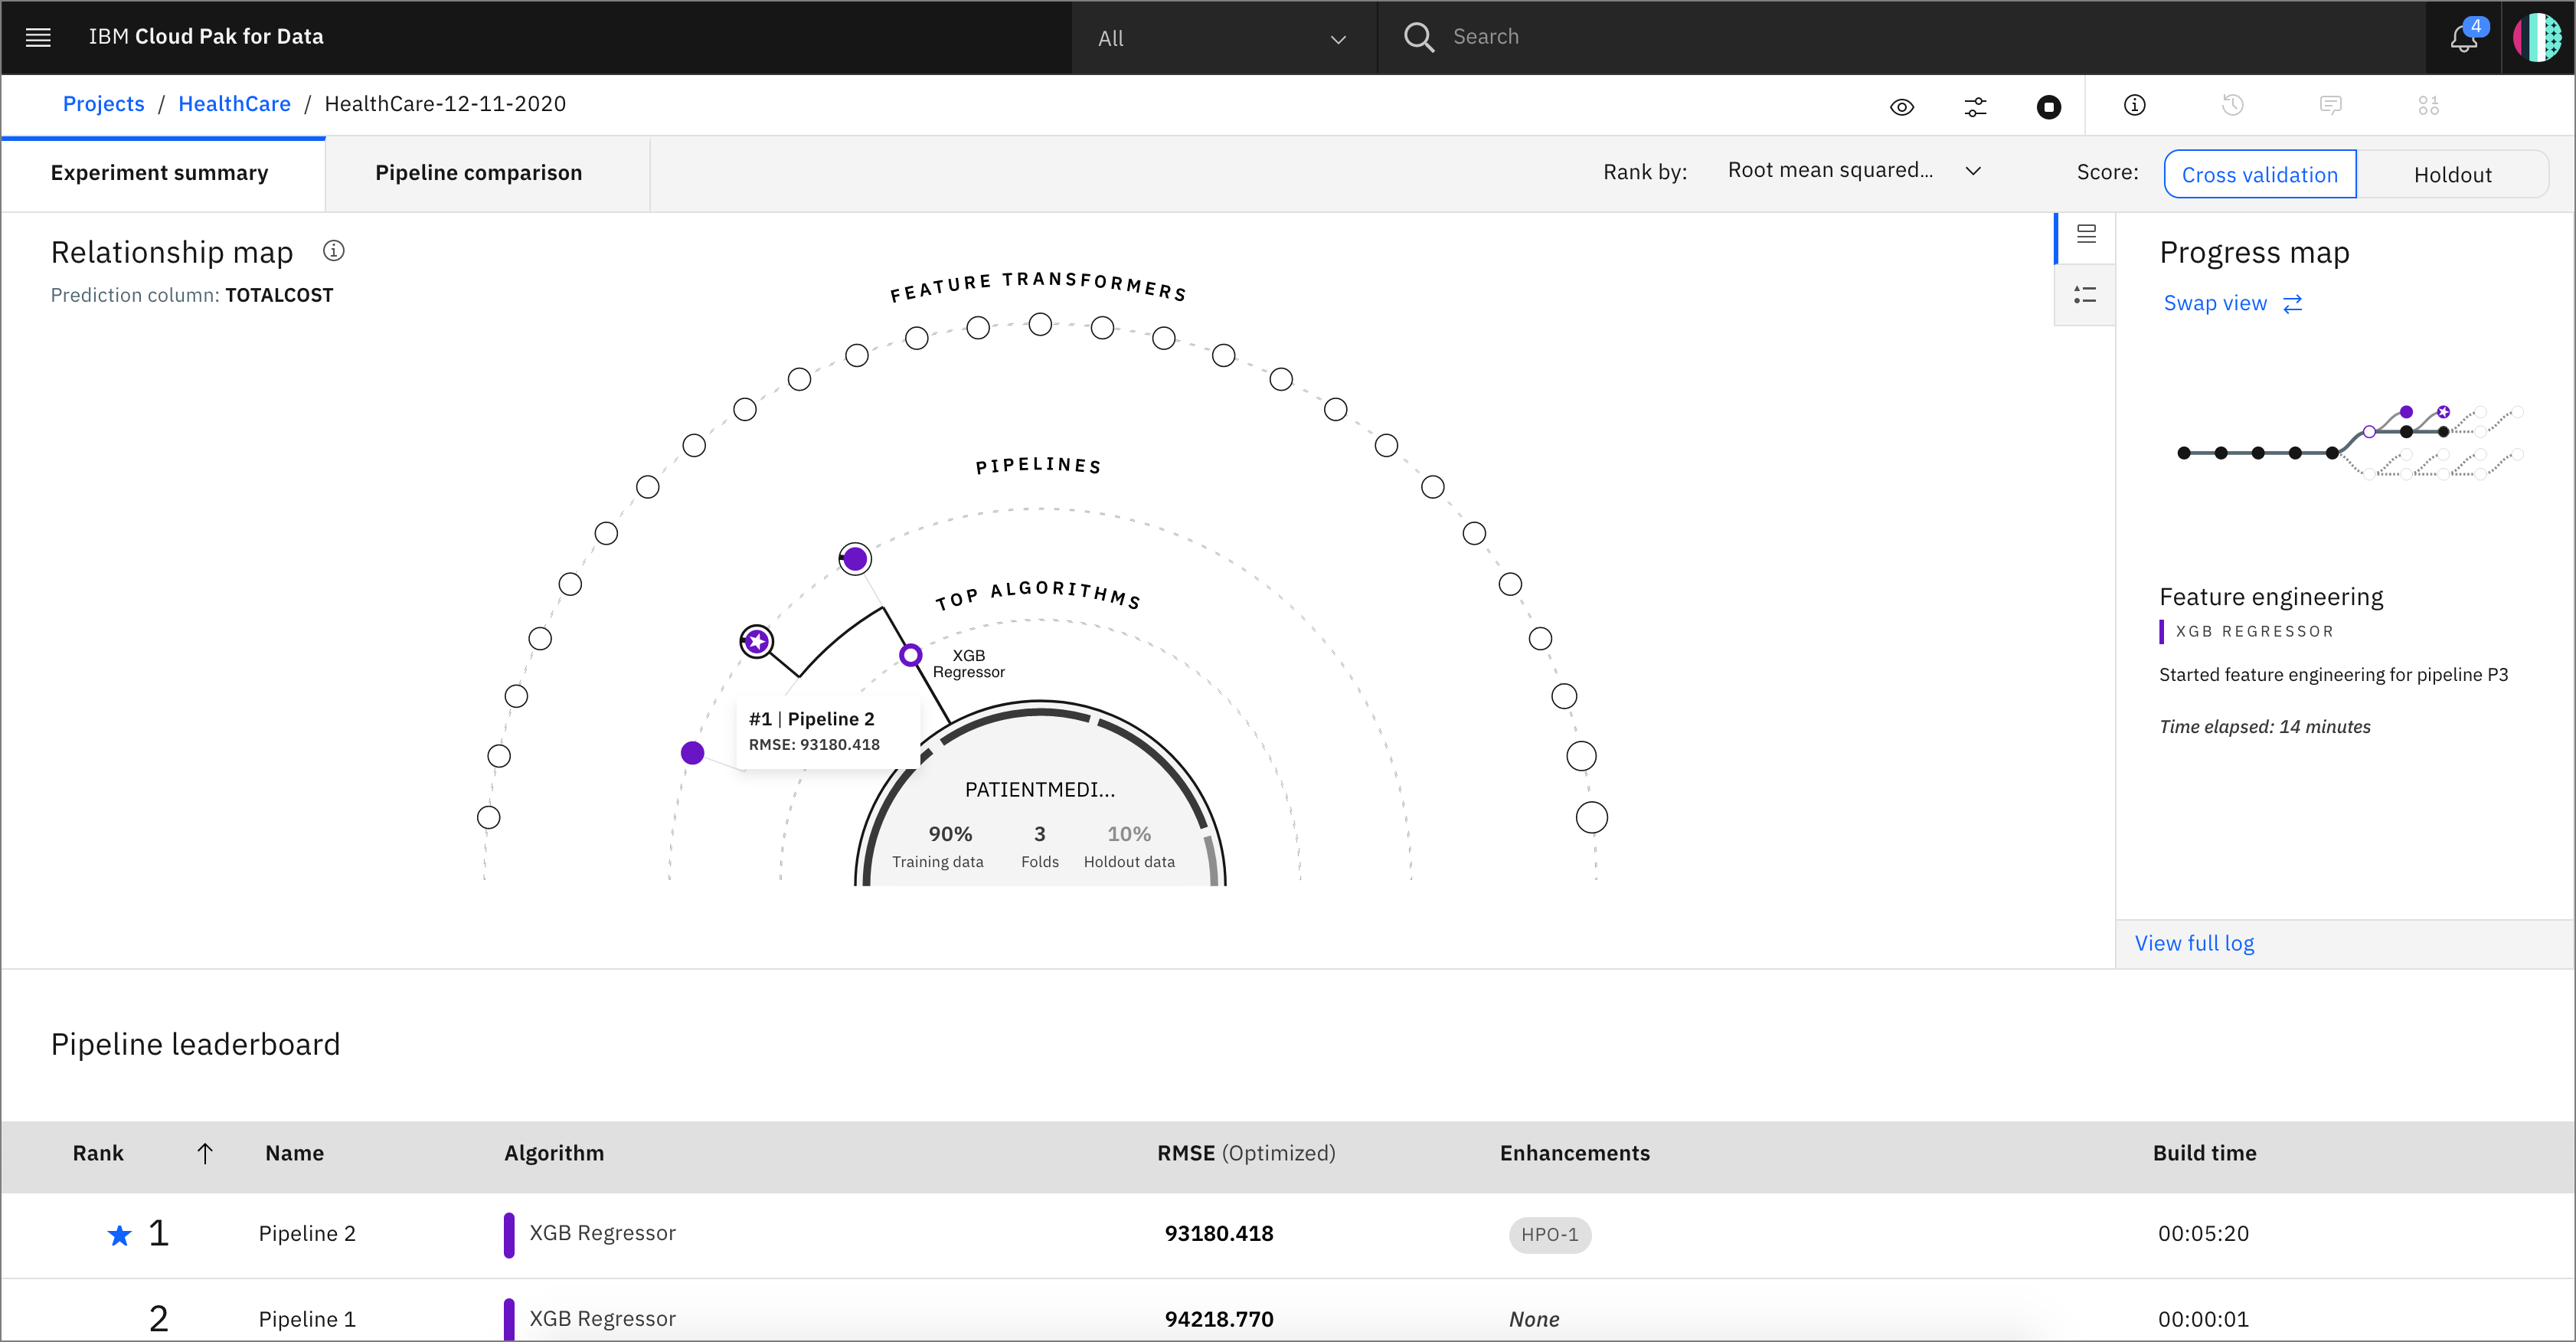 IBM Cloud Pak for Data
All
Search
4
Projects / HealthCare / HealthCare-12-11-2020
Experiment summary
Pipeline comparison
Rank by:
Root mean squared...
Score:
Cross validation
Holdout
Relationship map
Prediction column: TOTALCOST
FEATURE TRANSFORMERS
PIPELINES
TOP ALGORITHMS
XGB
Regressor
#1 | Pipeline 2
RMSE: 93180.418
PATIENTMEDI...
90%
3
10%
Training data
Folds
Holdout data
Progress map
Swap view
Feature engineering
XGB REGRESSOR
Started feature engineering for pipeline P3
Time elapsed: 14 minutes
View full log
Pipeline leaderboard
Rank
Name
Algorithm
RMSE (Optimized)
Enhancements
Build time
1
Pipeline 2
XGB Regressor
93180.418
HPO-1
00:05:20
2
Pipeline 1
XGB Regressor
94218.770
None
00:00:01